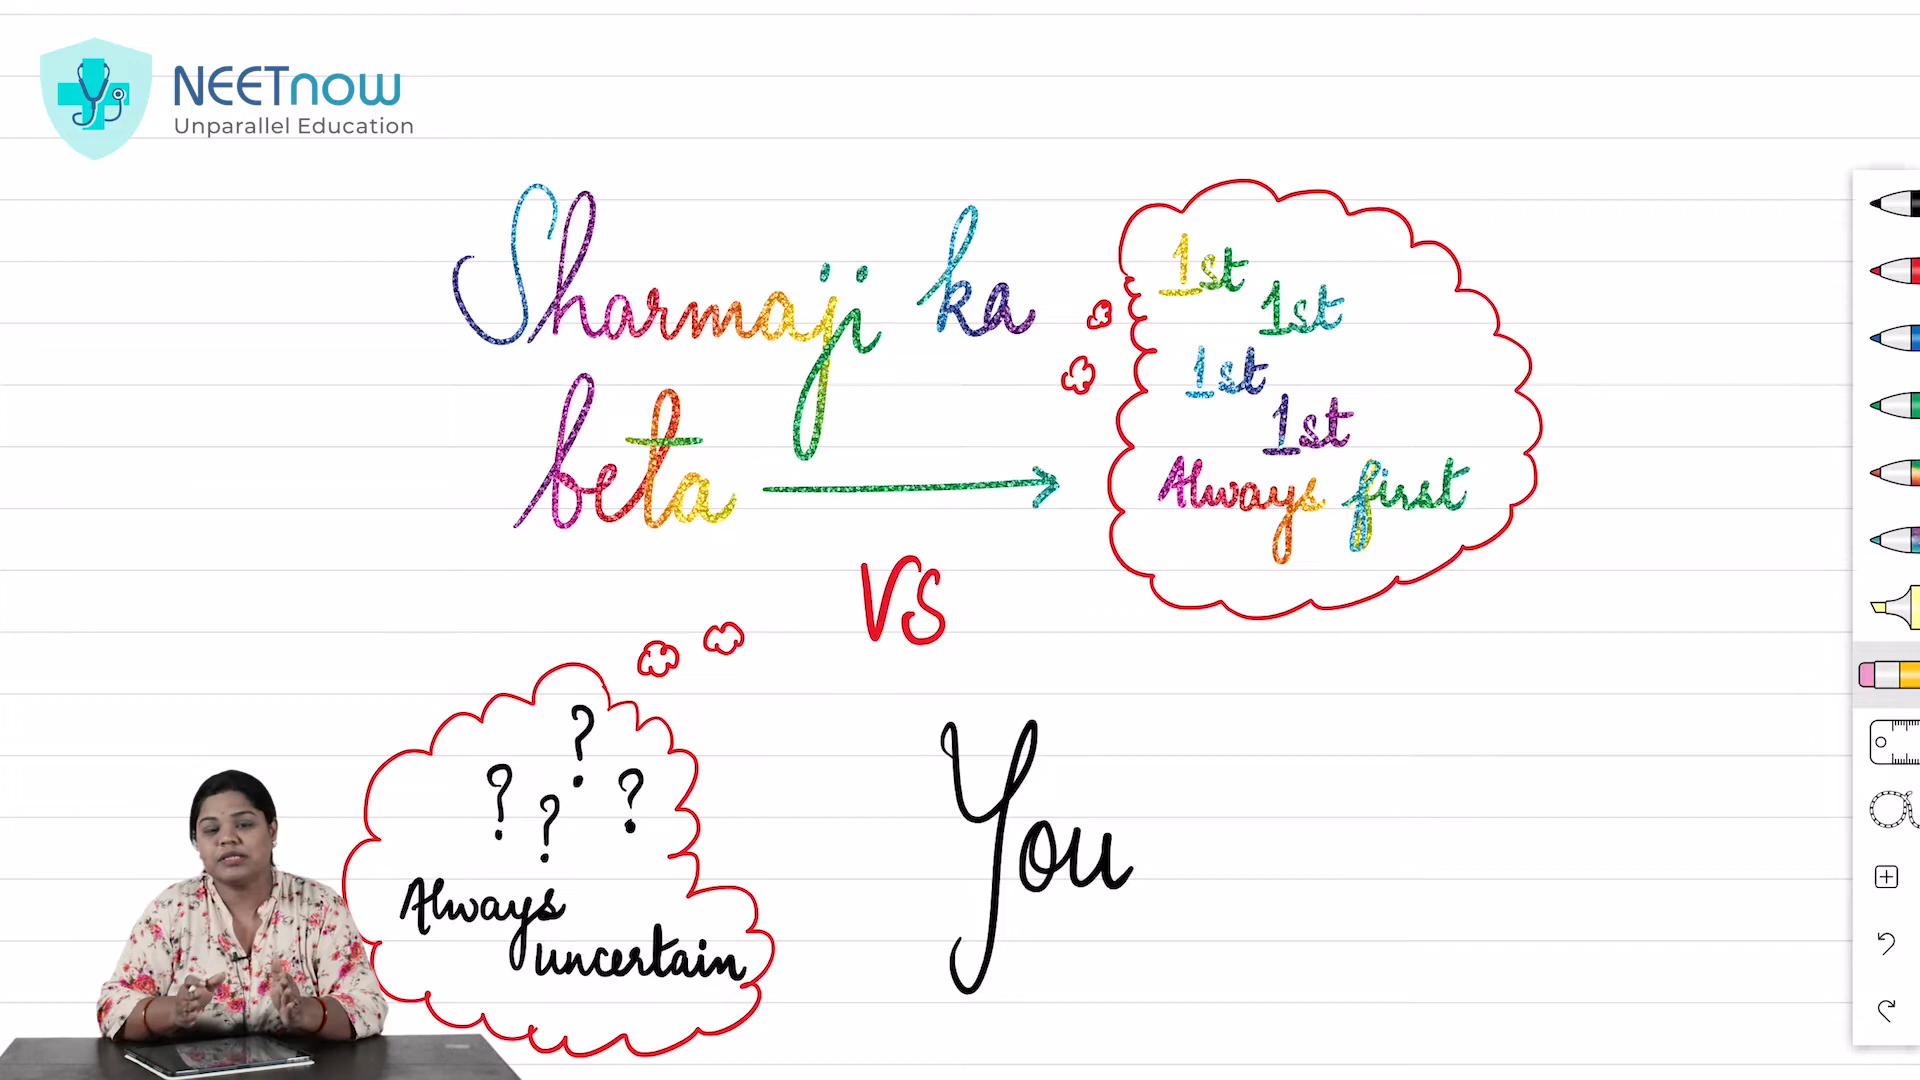 NEETnow
Unparallel Education
Sharmaji ka
beta
1st
1st
1st
1st
Always first
vs
?
? ? ?
Always
uncertain
You